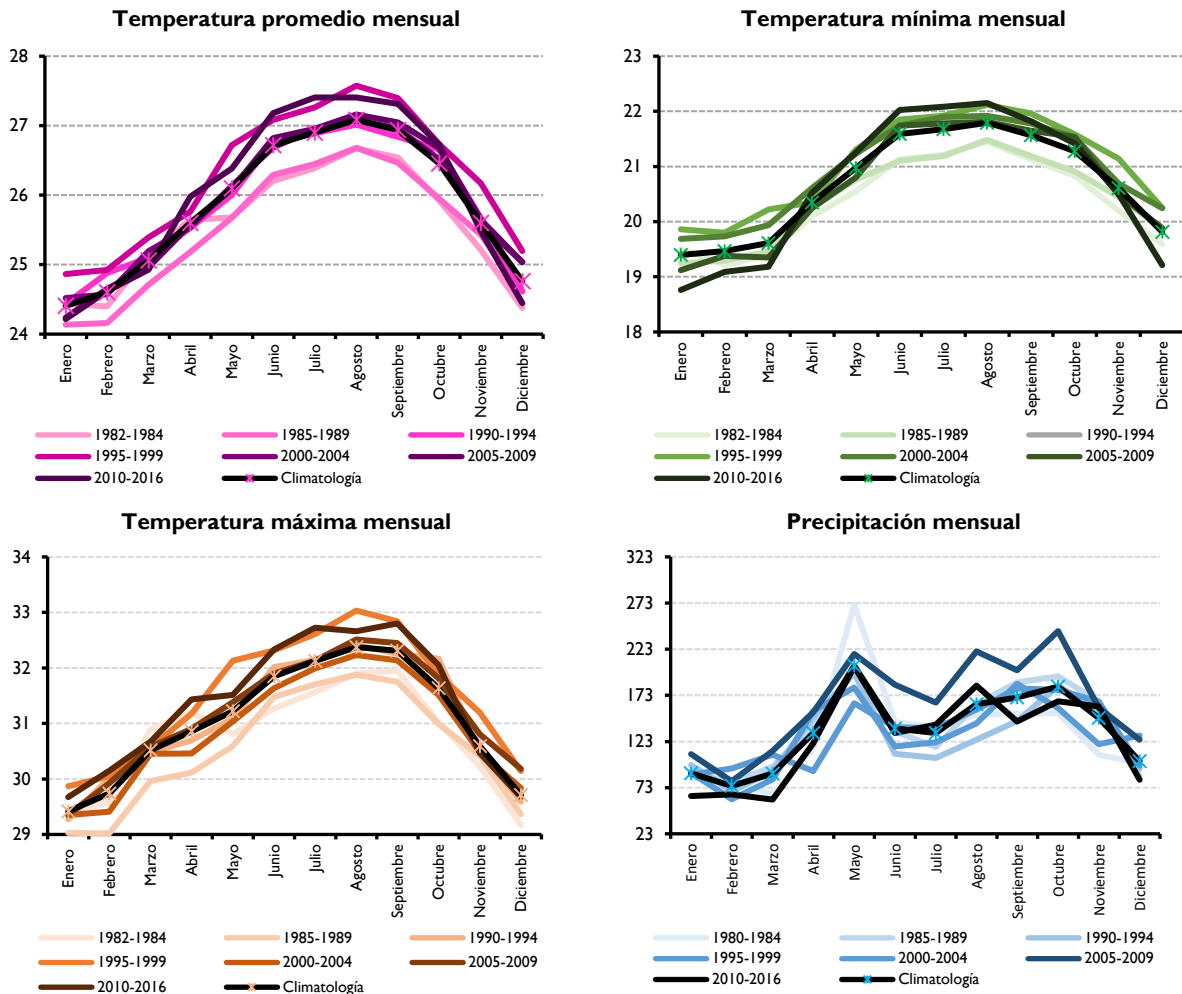 Temperatura promedio mensual
28
27
26
25
24
Enero
Febrero
Marzo
Abril
Mayo
Junio
Julio
Agosto
Septiembre
Octubre
Noviembre
Diciembre
1982-1984 1985-1989 1990-1994
1995-1999 2000-2004 2005-2009
2010-2016 Climatología
Temperatura mínima mensual
23
22
21
20
19
18
Enero
Febrero
Marzo
Abril
Mayo
Junio
Julio
Agosto
Septiembre
Octubre
Noviembre
Diciembre
1982-1984 1985-1989 1990-1994
1995-1999 2000-2004 2005-2009
2010-2016 Climatología
Temperatura máxima mensual
34
33
32
31
30
29
Enero
Febrero
Marzo
Abril
Mayo
Junio
Julio
Agosto
Septiembre
Octubre
Noviembre
Diciembre
1982-1984 1985-1989 1990-1994
1995-1999 2000-2004 2005-2009
2010-2016 Climatología
Precipitación mensual
323
273
223
173
123
73
23
Enero
Febrero
Marzo
Abril
Mayo
Junio
Julio
Agosto
Septiembre
Octubre
Noviembre
Diciembre
1980-1984 1985-1989 1990-1994
1995-1999 2000-2004 2005-2009
2010-2016 Climatología